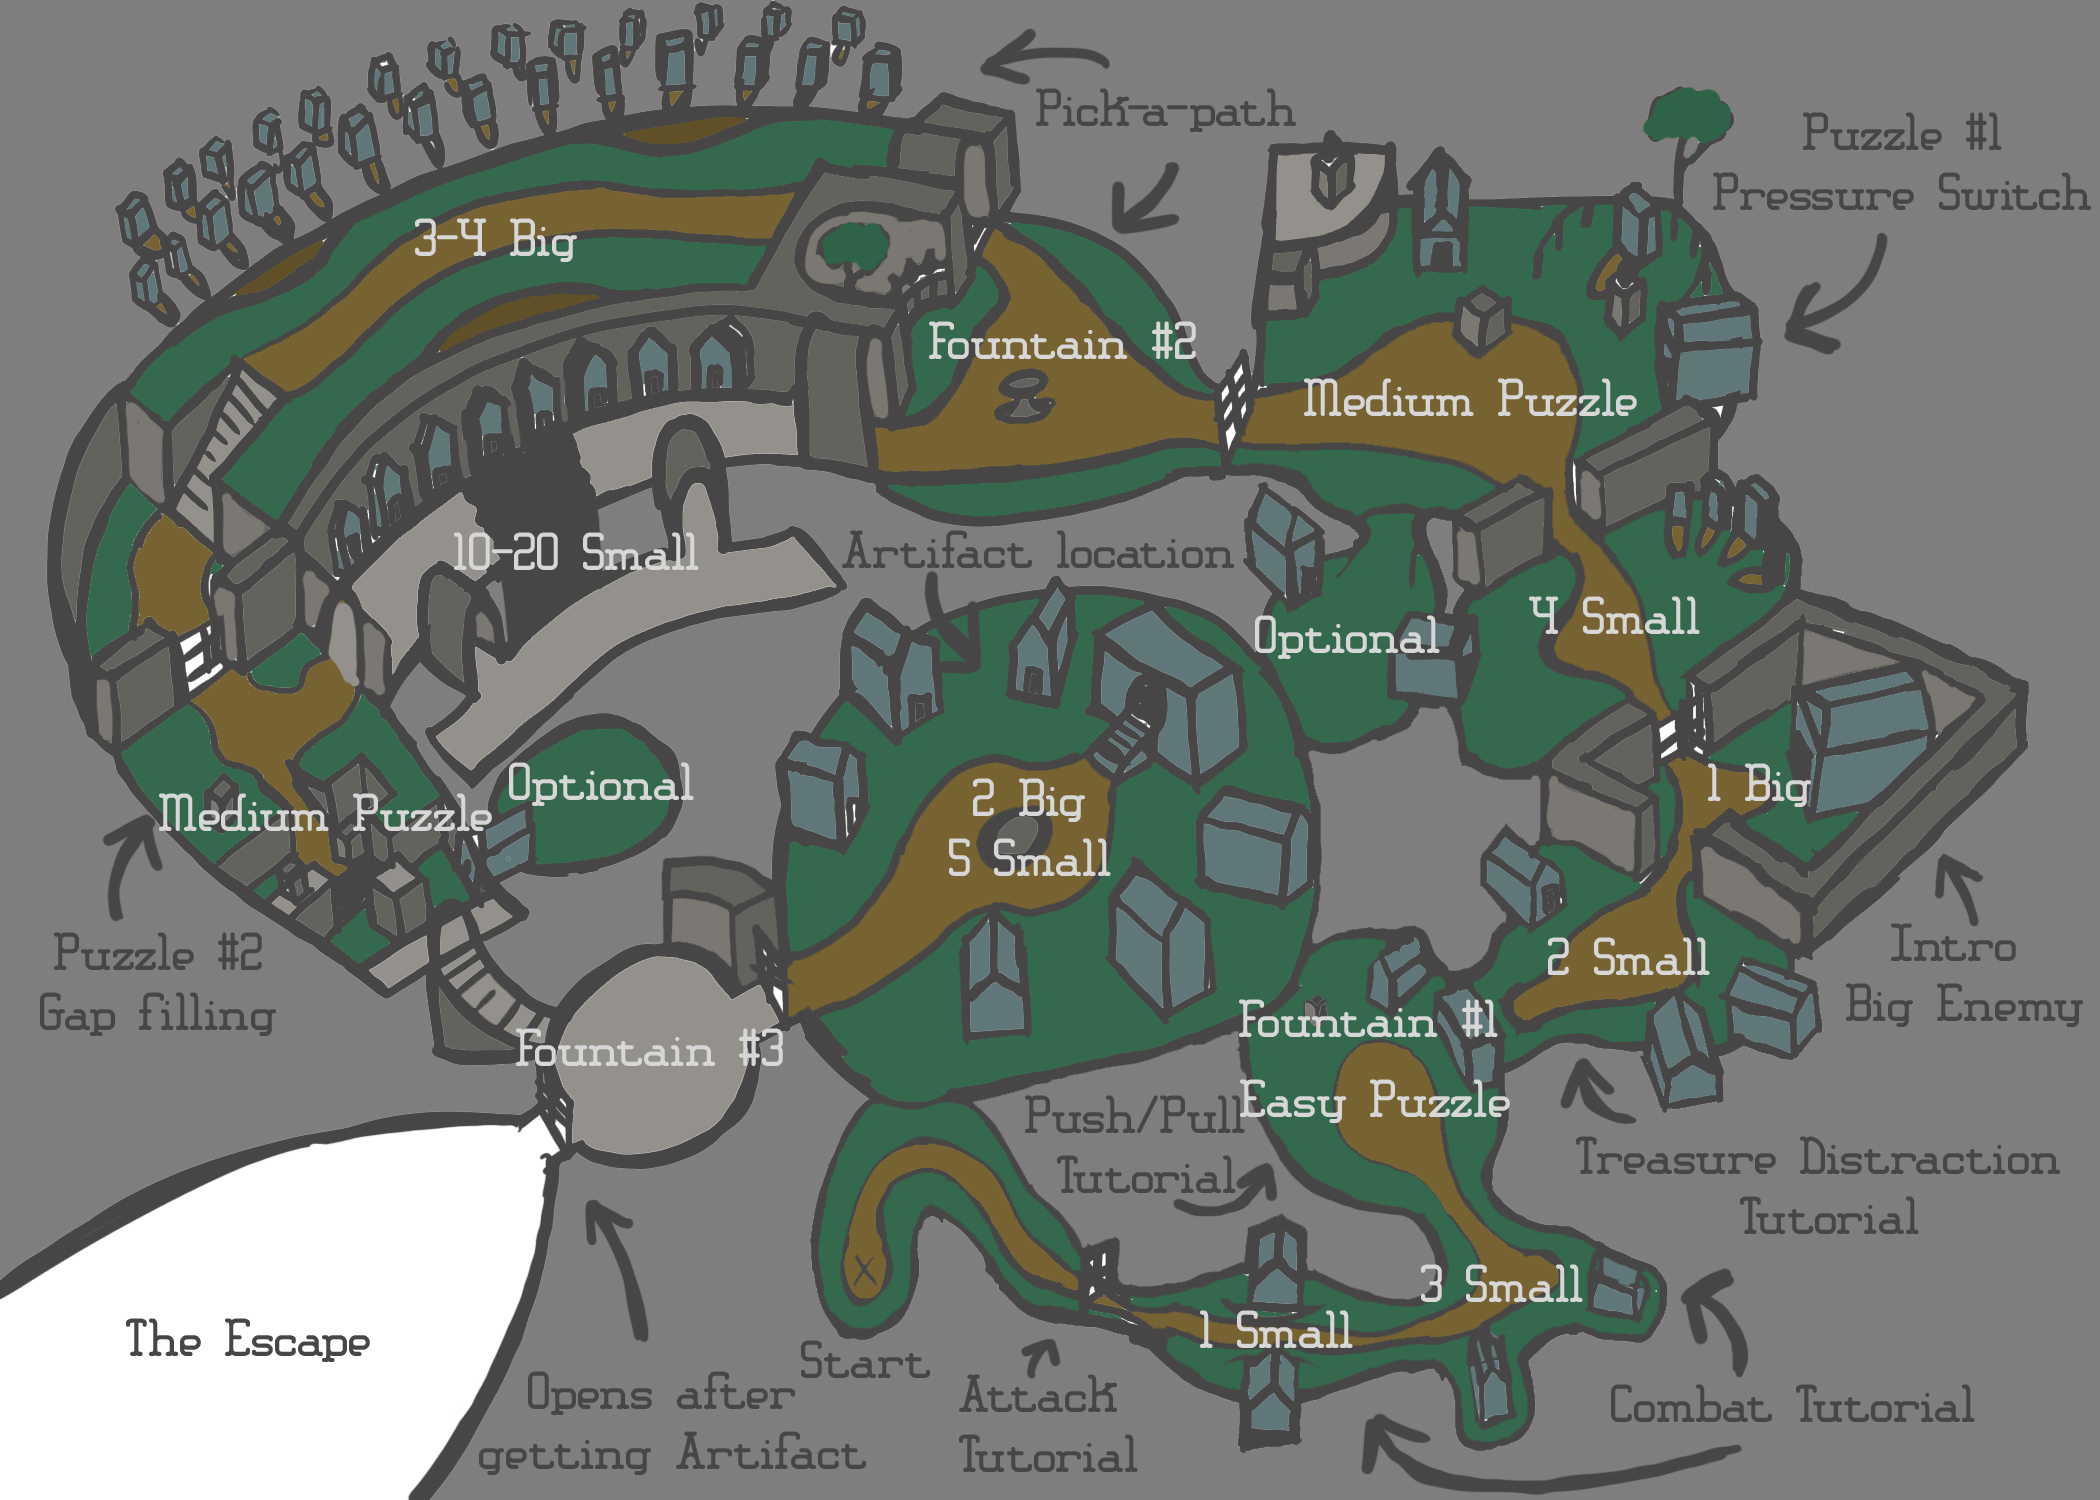 Pick-a-path
Puzzle #1
Pressure Switch
3-4 Big
Fountain #2
Medium Puzzle
10-20 Small
Artifact location
Optional
4 Small
Optional
2 Big
5 Small
1 Big
Medium Puzzle
Puzzle #2
Gap filling
2 Small
Intro
Big Enemy
Fountain #1
Fountain #3
Easy Puzzle
Push/Pull
Tutorial
Treasure Distraction
Tutorial
3 Small
1 Small
The Escape
Start
Opens after
getting Artifact
Attack
Tutorial
Combat Tutorial
X